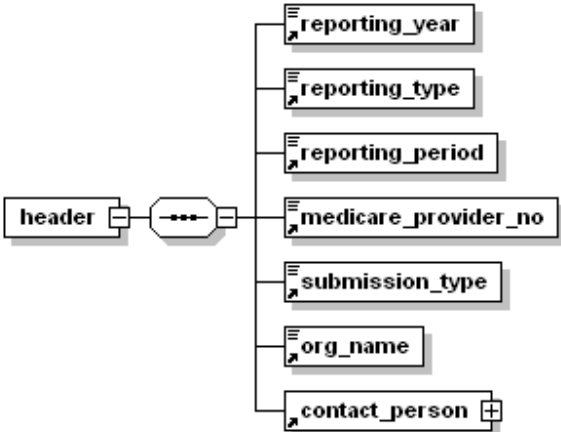 reporting_year
reporting_type
reporting_period
header
medicare_provider_no
submission_type
org_name
contact_person